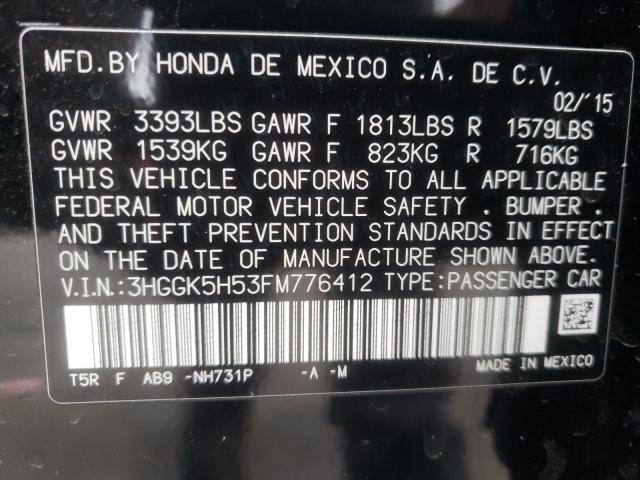 MFD. BY HONDA DE MEXICO S.A. DE C.V.
02/'15
GVWR 3393LBS GAWR F 1813LBS R 1579LBS
GVWR 1539KG GAWR F 823KG R 716KG
THIS VEHICLE CONFORMS TO ALL APPLICABLE
FEDERAL MOTOR VEHICLE SAFETY . BUMPER .
AND THEFT PREVENTION STANDARDS IN EFFECT
ON THE DATE OF MANUFACTURE SHOWN ABOVE.
V.I.N.:3HGGK5H53FM776412 TYPE:PASSENGER CAR
T5R F AB9 -NH731P -A -M MADE IN MEXICO